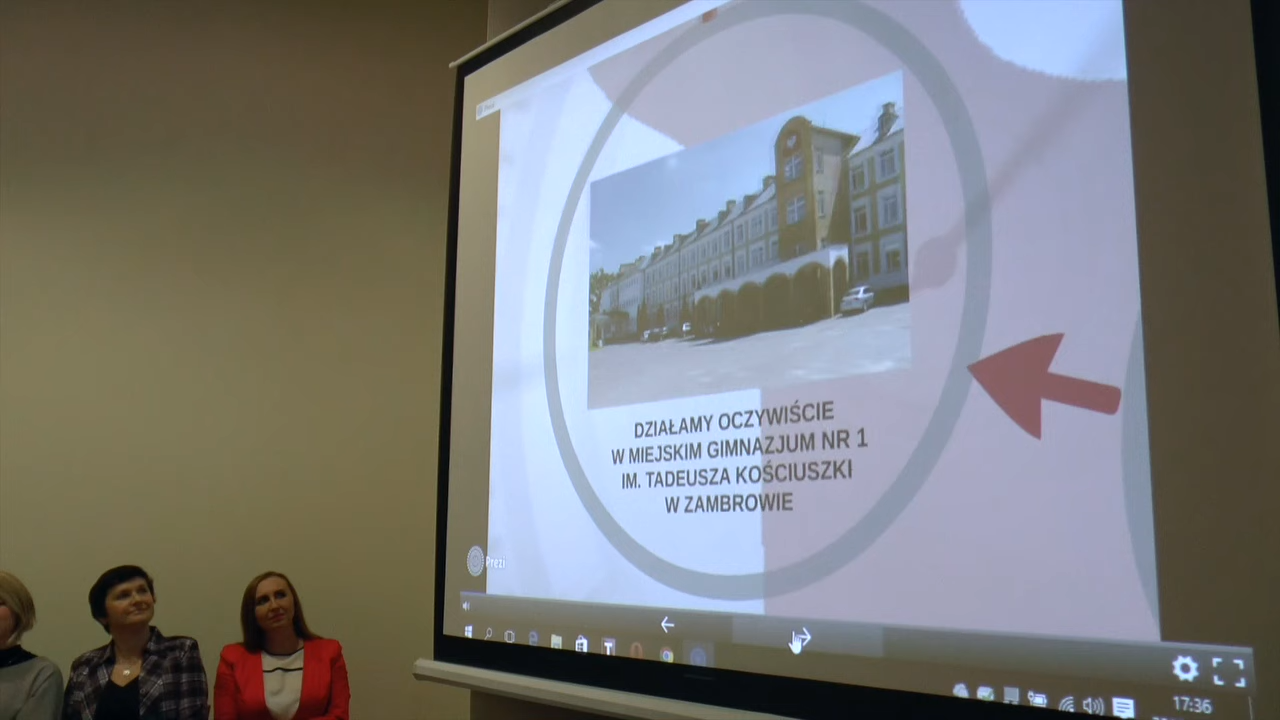 DZIAŁAMY OCZYWIŚCIE
W MIEJSKIM GIMNAZJUM NR 1
IM. TADEUSZA KOŚCIUSZKI
W ZAMBROWIE
Prezi
17:36